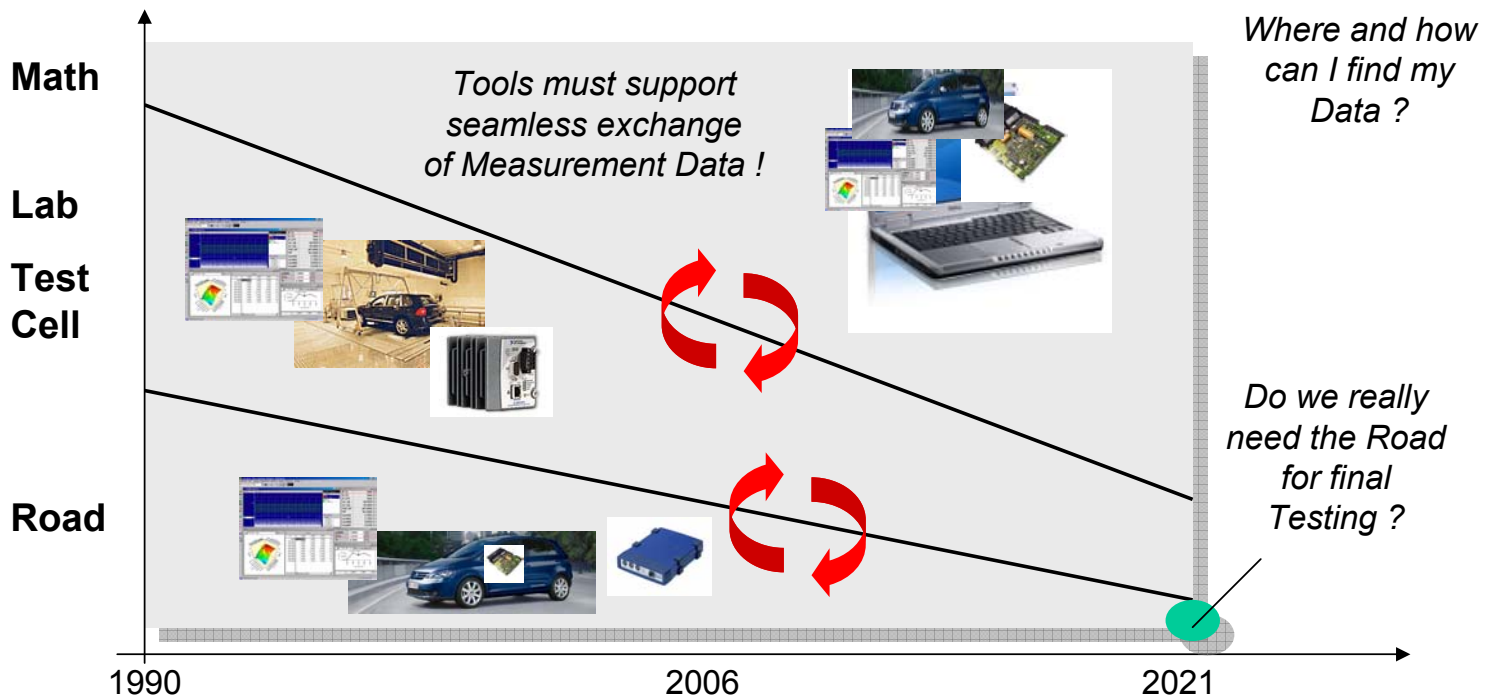 Math
Lab
Test
Cell
Road
Tools must support
seamless exchange
of Measurement Data !
Where and how
can I find my
Data ?
Do we really
need the Road
for final
Testing ?
1990
2006
2021